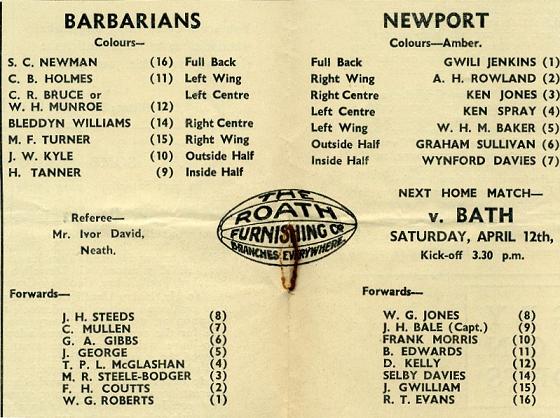 BARBARIANS
Colours—
S. C. NEWMAN (16) Full Back
C. B. HOLMES (11) Left Wing
C. R. BRUCE or
W. H. MUNROE (12) Left Centre
BLEDDYN WILLIAMS (14) Right Centre
M. F. TURNER (15) Right Wing
J. W. KYLE (10) Outside Half
H. TANNER (9) Inside Half
Referee—
Mr. Ivor David,
Neath.
Forwards—
J. H. STEEDS (8)
C. MULLEN (7)
G. A. GIBBS (6)
J. GEORGE (5)
T. P. L. McGLASHAN (4)
M. R. STEELE-BODGER (3)
F. H. COUTTS (2)
W. G. ROBERTS (1)
THE
ROATH
FURNISHING Co
BRANCHES EVERYWHERE.
NEWPORT
Colours—Amber.
Full Back GWILI JENKINS (1)
Right Wing A. H. ROWLAND (2)
Right Centre KEN JONES (3)
Left Centre KEN SPRAY (4)
Left Wing W. H. M. BAKER (5)
Outside Half GRAHAM SULLIVAN (6)
Inside Half WYNFORD DAVIES (7)
NEXT HOME MATCH—
v. BATH
SATURDAY, APRIL 12th,
Kick-off 3.30 p.m.
Forwards—
W. G. JONES (8)
J. H. BALE (Capt.) (9)
FRANK MORRIS (10)
B. EDWARDS (11)
D. KELLY (12)
SELBY DAVIES (14)
J. GWILLIAM (15)
R. T. EVANS (16)